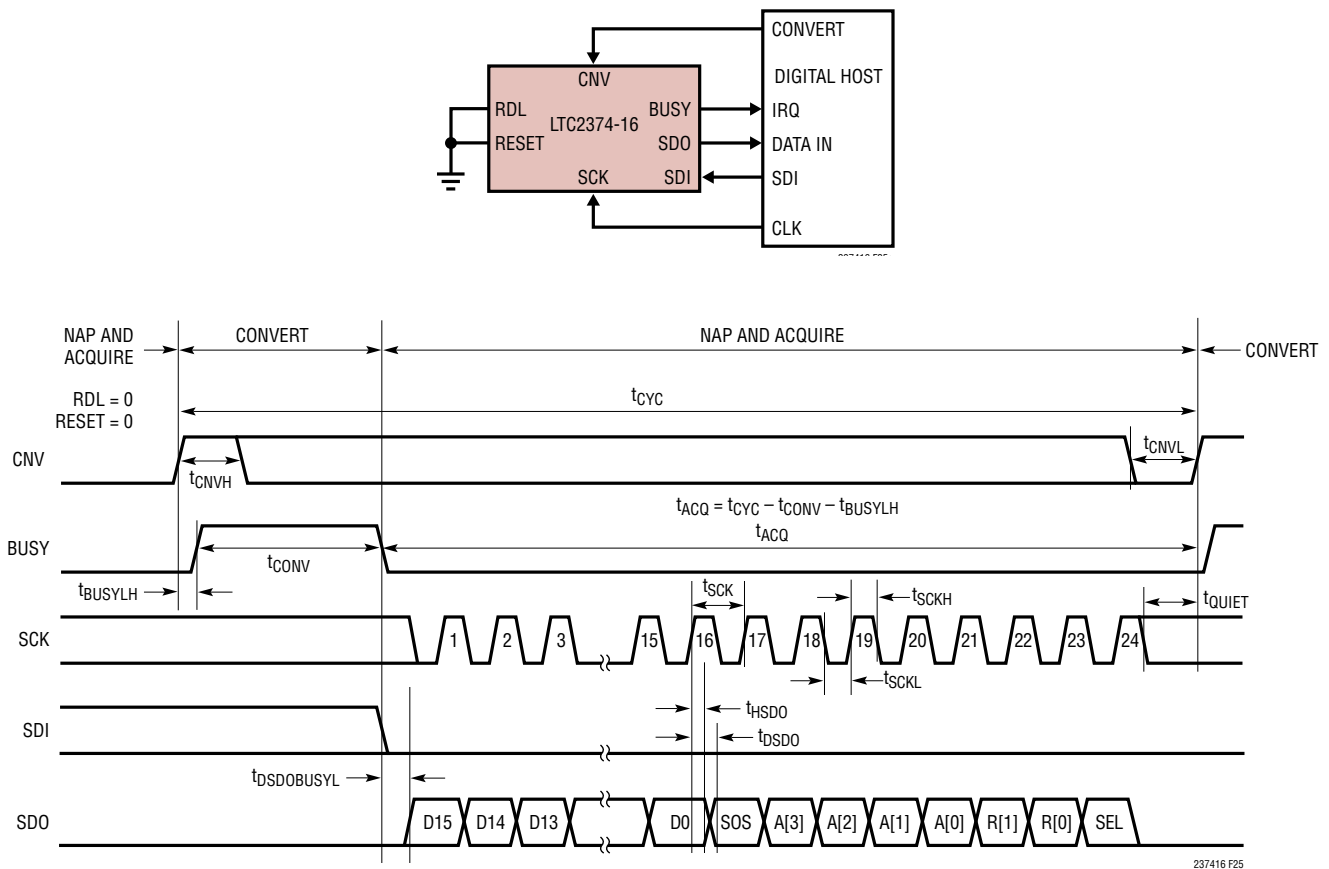 CONVERT
CNV
DIGITAL HOST
RDL
BUSY
IRQ
LTC2374-16
RESET
SDO
DATA IN
SCK
SDI
SDI
CLK
NAP AND
ACQUIRE
CONVERT
NAP AND ACQUIRE
CONVERT
RDL = 0
RESET = 0
tCYC
CNV
tCNVH
tCNVL
tACQ = tCYC – tCONV – tBUSYLH
BUSY
tCONV
tACQ
tBUSYLH
tSCK
tSCKH
tQUIET
SCK
1
2
3
15
16
17
18
19
20
21
22
23
24
tSCKL
tHSDO
SDI
tDSDO
tDSDOBUSYL
SDO
D15
D14
D13
D0
SOS
A[3]
A[2]
A[1]
A[0]
R[1]
R[0]
SEL
237416 F25